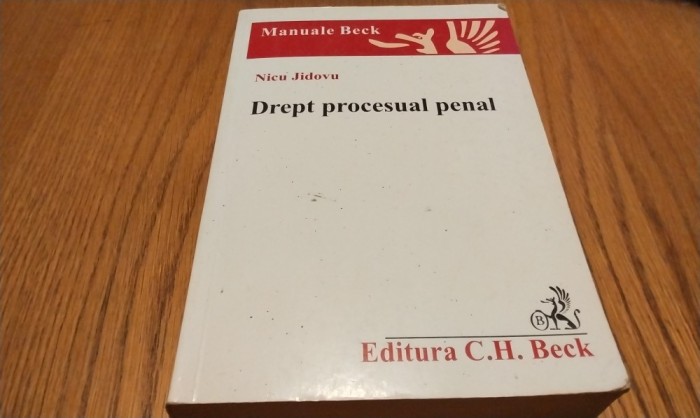 Manuale Beck
Nicu Jidovu
Drept procesual penal
B
Editura C.H. Beck